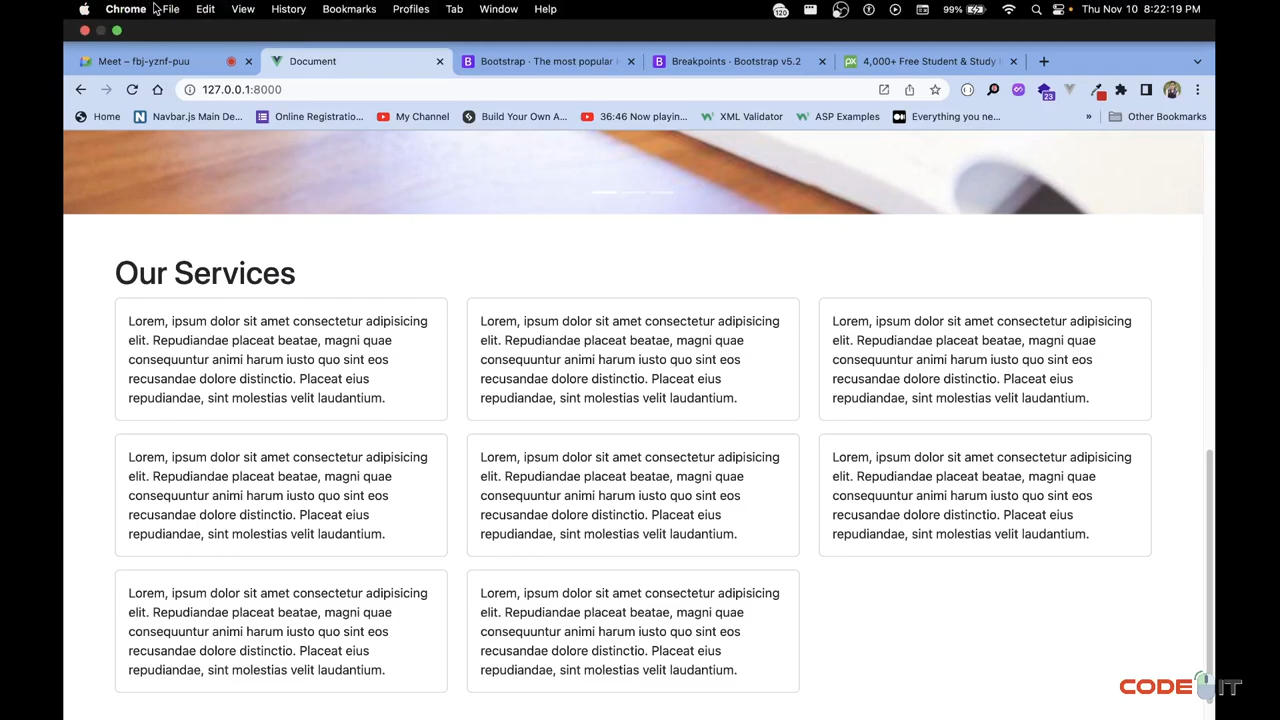 Chrome File Edit View History Bookmarks Profiles Tab Window Help 120 99% Thu Nov 10 8:22:19 PM
Meet – fbj-yznf-puu Document Bootstrap · The most popular Breakpoints · Bootstrap v5.2 4,000+ Free Student & Study
127.0.0.1:8000 23
Home Navbar.js Main De... Online Registratio... My Channel Build Your Own A... 36:46 Now playin... XML Validator ASP Examples Everything you ne... » Other Bookmarks
Our Services
Lorem, ipsum dolor sit amet consectetur adipisicing
elit. Repudiandae placeat beatae, magni quae
consequuntur animi harum iusto quo sint eos
recusandae dolore distinctio. Placeat eius
repudiandae, sint molestias velit laudantium.
Lorem, ipsum dolor sit amet consectetur adipisicing
elit. Repudiandae placeat beatae, magni quae
consequuntur animi harum iusto quo sint eos
recusandae dolore distinctio. Placeat eius
repudiandae, sint molestias velit laudantium.
Lorem, ipsum dolor sit amet consectetur adipisicing
elit. Repudiandae placeat beatae, magni quae
consequuntur animi harum iusto quo sint eos
recusandae dolore distinctio. Placeat eius
repudiandae, sint molestias velit laudantium.
Lorem, ipsum dolor sit amet consectetur adipisicing
elit. Repudiandae placeat beatae, magni quae
consequuntur animi harum iusto quo sint eos
recusandae dolore distinctio. Placeat eius
repudiandae, sint molestias velit laudantium.
Lorem, ipsum dolor sit amet consectetur adipisicing
elit. Repudiandae placeat beatae, magni quae
consequuntur animi harum iusto quo sint eos
recusandae dolore distinctio. Placeat eius
repudiandae, sint molestias velit laudantium.
Lorem, ipsum dolor sit amet consectetur adipisicing
elit. Repudiandae placeat beatae, magni quae
consequuntur animi harum iusto quo sint eos
recusandae dolore distinctio. Placeat eius
repudiandae, sint molestias velit laudantium.
Lorem, ipsum dolor sit amet consectetur adipisicing
elit. Repudiandae placeat beatae, magni quae
consequuntur animi harum iusto quo sint eos
recusandae dolore distinctio. Placeat eius
repudiandae, sint molestias velit laudantium.
Lorem, ipsum dolor sit amet consectetur adipisicing
elit. Repudiandae placeat beatae, magni quae
consequuntur animi harum iusto quo sint eos
recusandae dolore distinctio. Placeat eius
repudiandae, sint molestias velit laudantium.
CODE IT